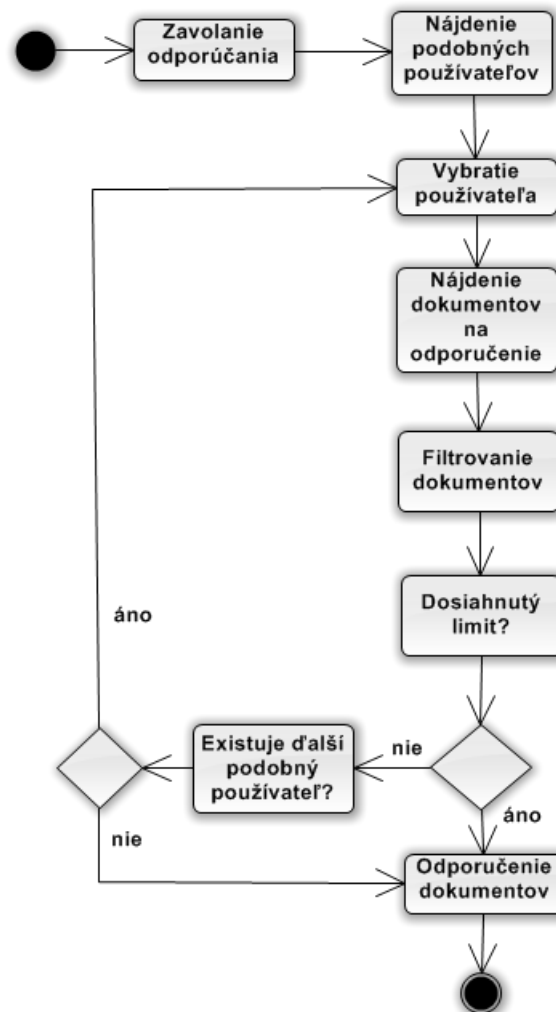 Zavolanie
odporúčania
Nájdenie
podobných
používateľov
Vybratie
používateľa
Nájdenie
dokumentov
na
odporučenie
Filtrovanie
dokumentov
Dosiahnutý
limit?
áno
Existuje ďalší
podobný
používateľ?
nie
áno
nie
Odporučenie
dokumentov